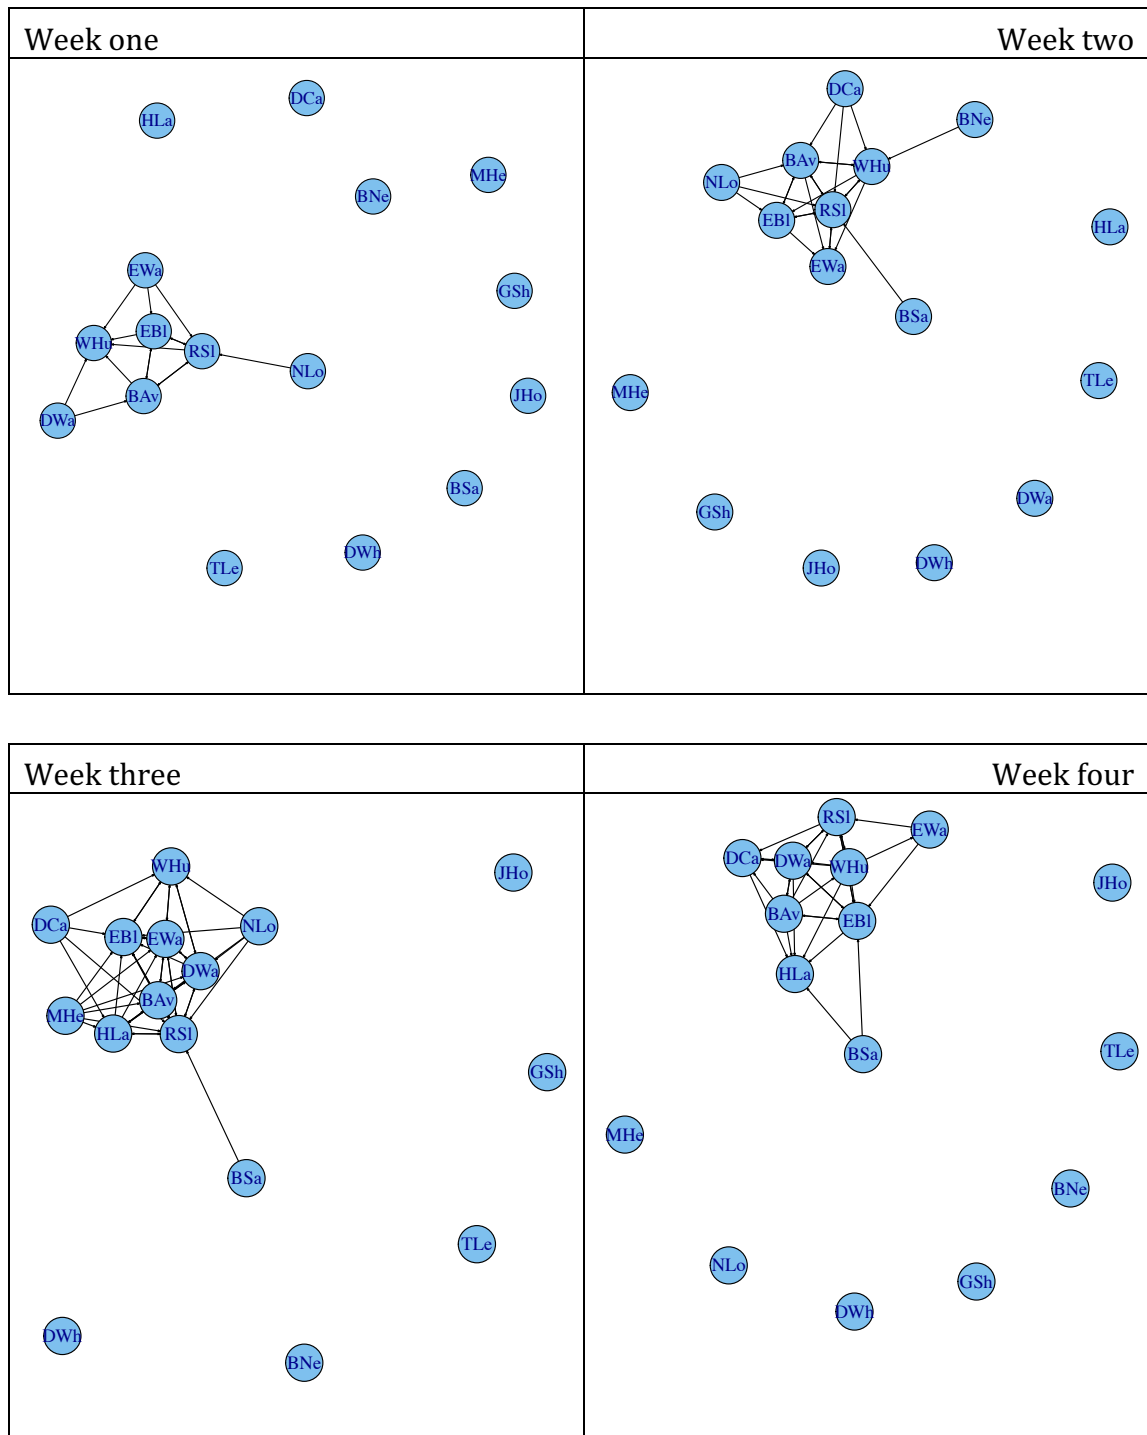 Week one
Week two
DCa
HLa
MHe
BNe
EWa
GSh
EBl
WHu
RSl
NLo
BAv
JHo
DWa
BSa
DWh
TLe
DCa
BNe
BAv
WHu
NLo
RSl
EBl
HLa
EWa
BSa
TLe
MHe
DWa
GSh
DWh
JHo
Week three
Week four
WHu
JHo
DCa
NLo
EBl
EWa
DWa
BAv
MHe
HLa
RSl
GSh
BSa
TLe
DWh
BNe
RSl
EWa
DCa
DWa
WHu
JHo
BAv
EBl
HLa
BSa
TLe
MHe
BNe
NLo
GSh
DWh